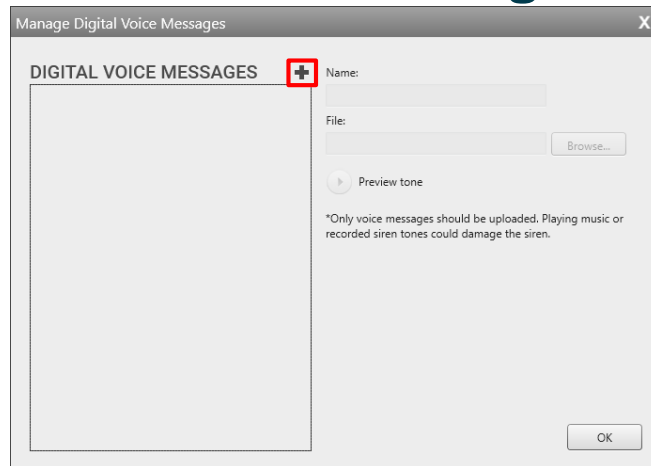 Manage Digital Voice Messages X
DIGITAL VOICE MESSAGES
Name:
File:
Browse...
Preview tone
*Only voice messages should be uploaded. Playing music or
recorded siren tones could damage the siren.
OK